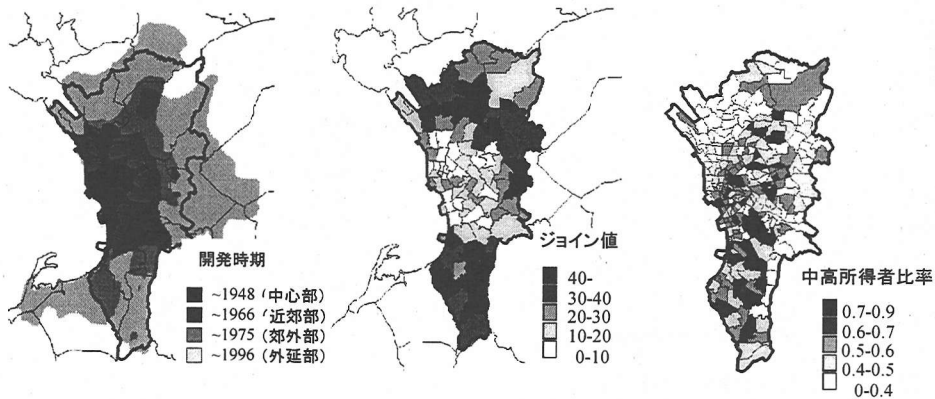 開発時期
~1948 (中心部)
~1966 (近郊部)
~1975 (郊外部)
~1996 (外延部)
ジョイン値
40-
30-40
20-30
10-20
0-10
中高所得者比率
0.7-0.9
0.6-0.7
0.5-0.6
0.4-0.5
0-0.4